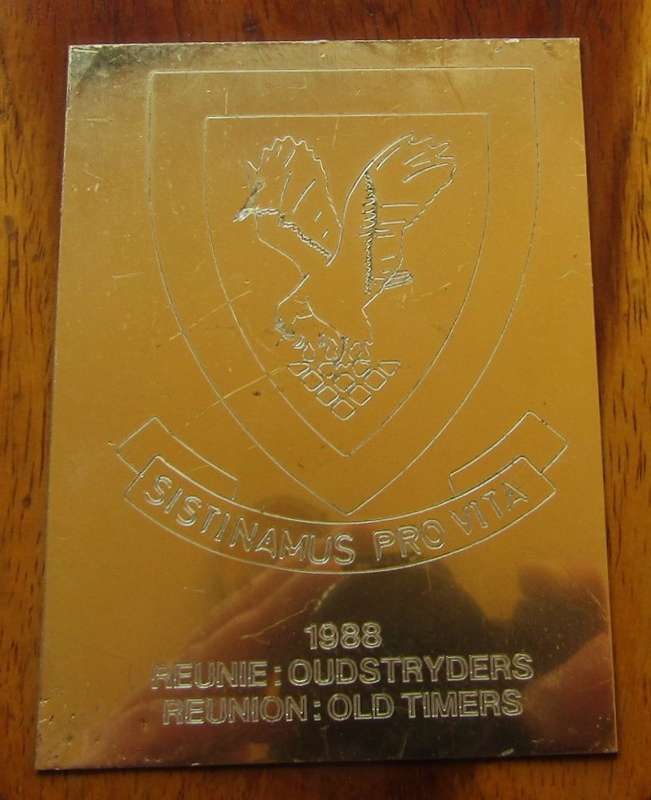 SISTINAMUS PRO VITA
1988
REUNIE: OUDSTRYDERS
REUNION: OLD TIMERS